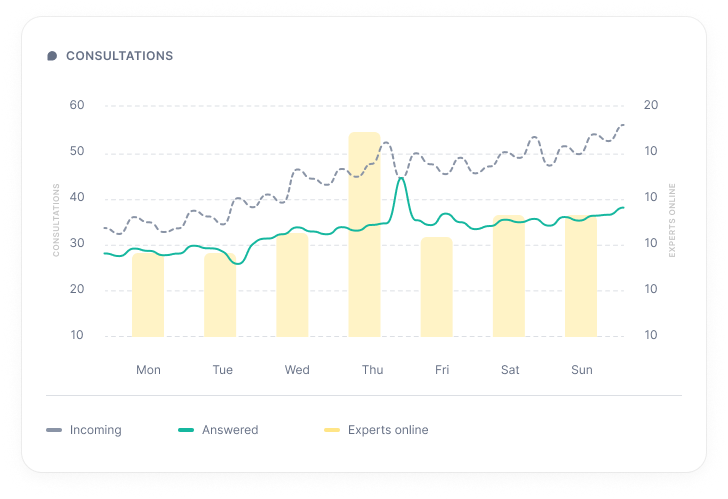 CONSULTATIONS
60 20
50 10
40 10
30 10
20 10
10 10
CONSULTATIONS
EXPERTS ONLINE
Mon Tue Wed Thu Fri Sat Sun
Incoming Answered Experts online